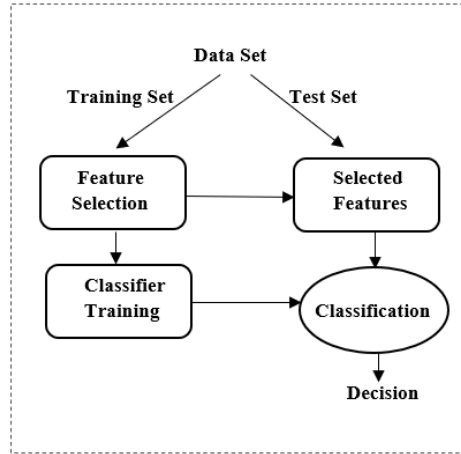 Data Set
Training Set
Test Set
Feature
Selection
Selected
Features
Classifier
Training
Classification
Decision